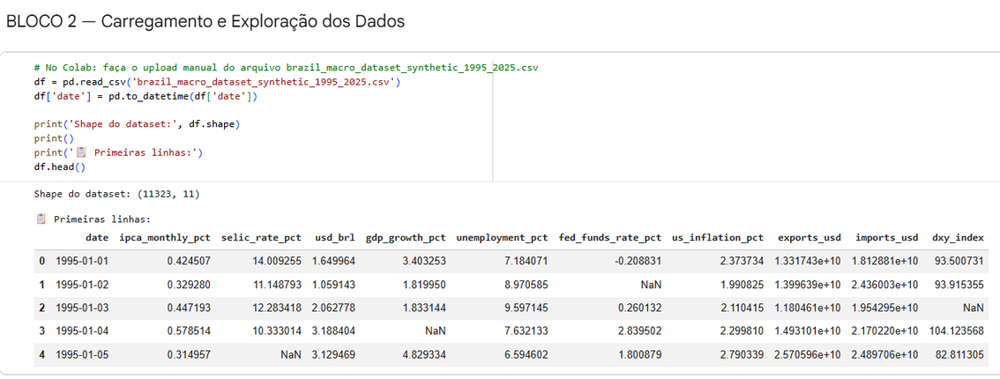 BLOCO 2 — Carregamento e Exploração dos Dados
# No Colab: faça o upload manual do arquivo brazil_macro_dataset_synthetic_1995_2025.csv
df = pd.read_csv('brazil_macro_dataset_synthetic_1995_2025.csv')
df['date'] = pd.to_datetime(df['date'])
print('Shape do dataset:', df.shape)
print()
print('📋 Primeiras linhas:')
df.head()
Shape do dataset: (11323, 11)
📋 Primeiras linhas:
date ipca_monthly_pct selic_rate_pct usd_brl gdp_growth_pct unemployment_pct fed_funds_rate_pct us_inflation_pct exports_usd imports_usd dxy_index
0 1995-01-01 0.424507 14.009255 1.649964 3.403253 7.184071 -0.208831 2.373734 1.331743e+10 1.812881e+10 93.500731
1 1995-01-02 0.329280 11.148793 1.059143 1.819950 8.970585 NaN 1.990825 1.399639e+10 2.436003e+10 93.915355
2 1995-01-03 0.447193 12.283418 2.062778 1.833144 9.597145 0.260132 2.110415 1.180461e+10 1.954295e+10 NaN
3 1995-01-04 0.578514 10.333014 3.188404 NaN 7.632133 2.839502 2.299810 1.493101e+10 2.170220e+10 104.123568
4 1995-01-05 0.314957 NaN 3.129469 4.829334 6.594602 1.800879 2.790339 2.570596e+10 2.489706e+10 82.811305